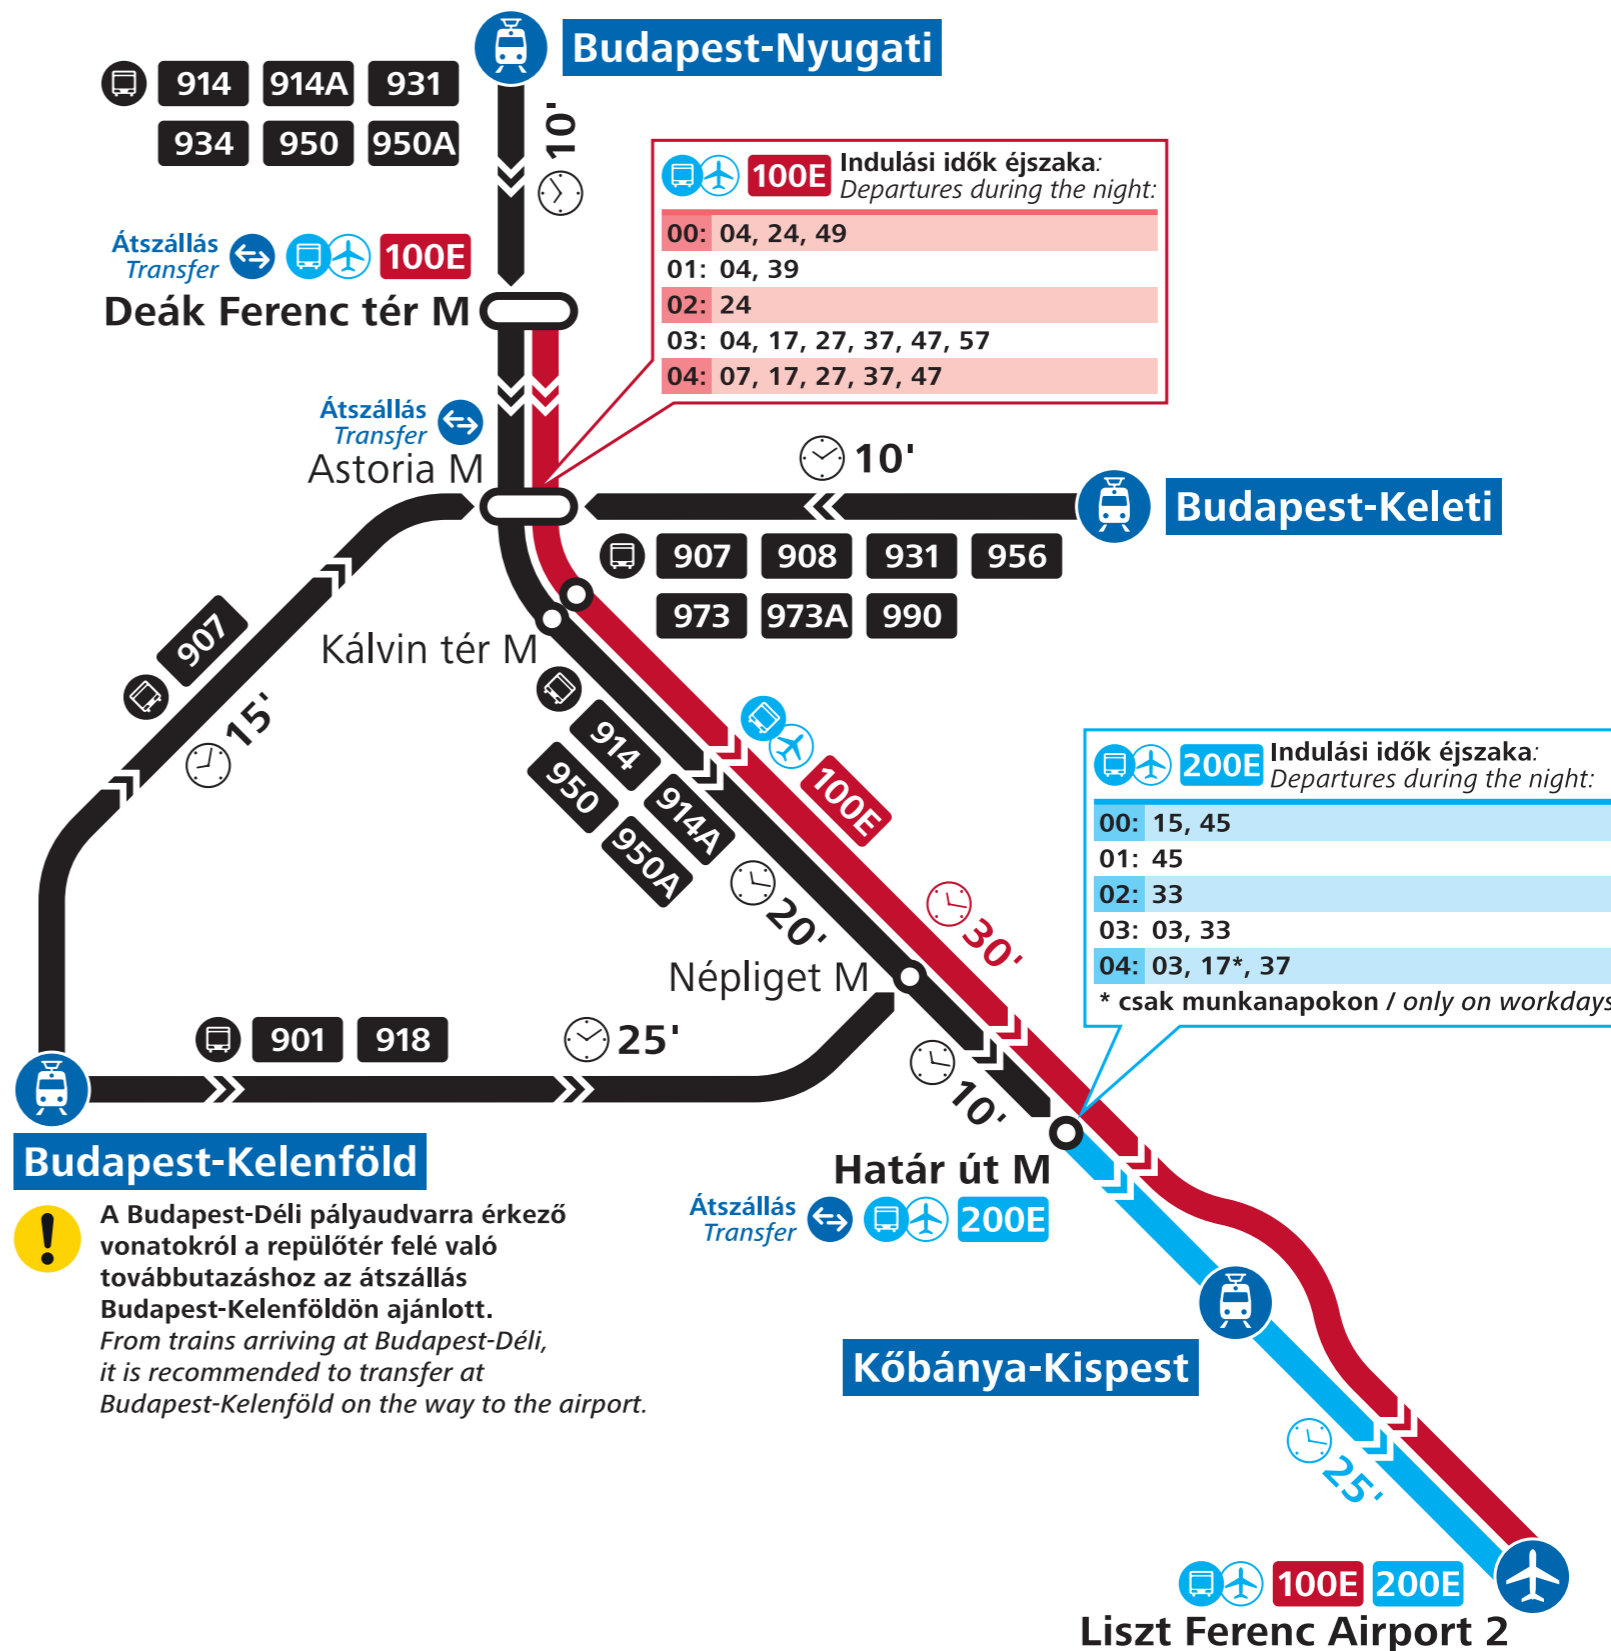 Budapest-Nyugati
914 914A 931
934 950 950A
10'
100E Indulási idők éjszaka:
Departures during the night:
00: 04, 24, 49
01: 04, 39
02: 24
03: 04, 17, 27, 37, 47, 57
04: 07, 17, 27, 37, 47
Átszállás
Transfer
100E
Deák Ferenc tér M
Átszállás
Transfer
Astoria M
10'
Budapest-Keleti
907 908 931 956
973 973A 990
Kálvin tér M
907
15'
914
950
914A
950A
20'
100E
30'
200E Indulási idők éjszaka:
Departures during the night:
00: 15, 45
01: 45
02: 33
03: 03, 33
04: 03, 17*, 37
* csak munkanapokon / only on workdays
Népliget M
901 918
25'
10'
Budapest-Kelenföld
Határ út M
Átszállás
Transfer
200E
!
A Budapest-Déli pályaudvarra érkező
vonatokról a repülőtér felé való
továbbutazáshoz az átszállás
Budapest-Kelenföldön ajánlott.
From trains arriving at Budapest-Déli,
it is recommended to transfer at
Budapest-Kelenföld on the way to the airport.
Kőbánya-Kispest
25'
100E 200E
Liszt Ferenc Airport 2